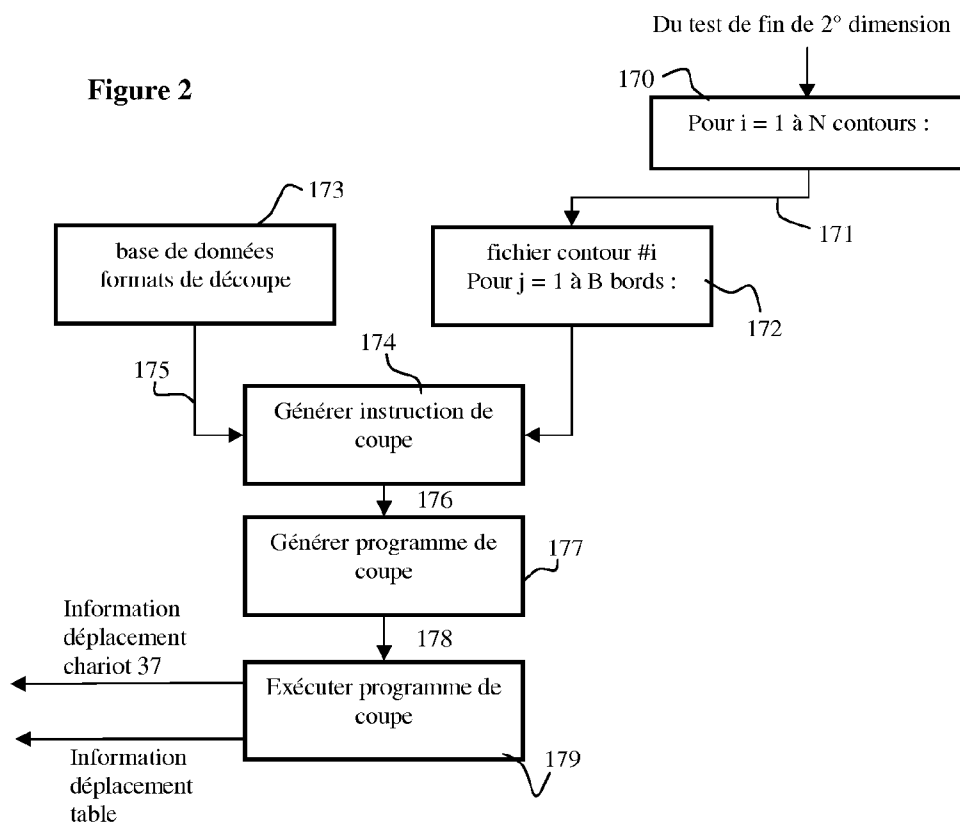 Du test de fin de 2° dimension
Figure 2
170
Pour i = 1 à N contours :
173
171
base de données
formats de découpe
fichier contour #i
Pour j = 1 à B bords :
172
174
175
Générer instruction de
coupe
176
Générer programme de
coupe
177
Information
déplacement
chariot 37
178
Exécuter programme de
coupe
179
Information
déplacement
table